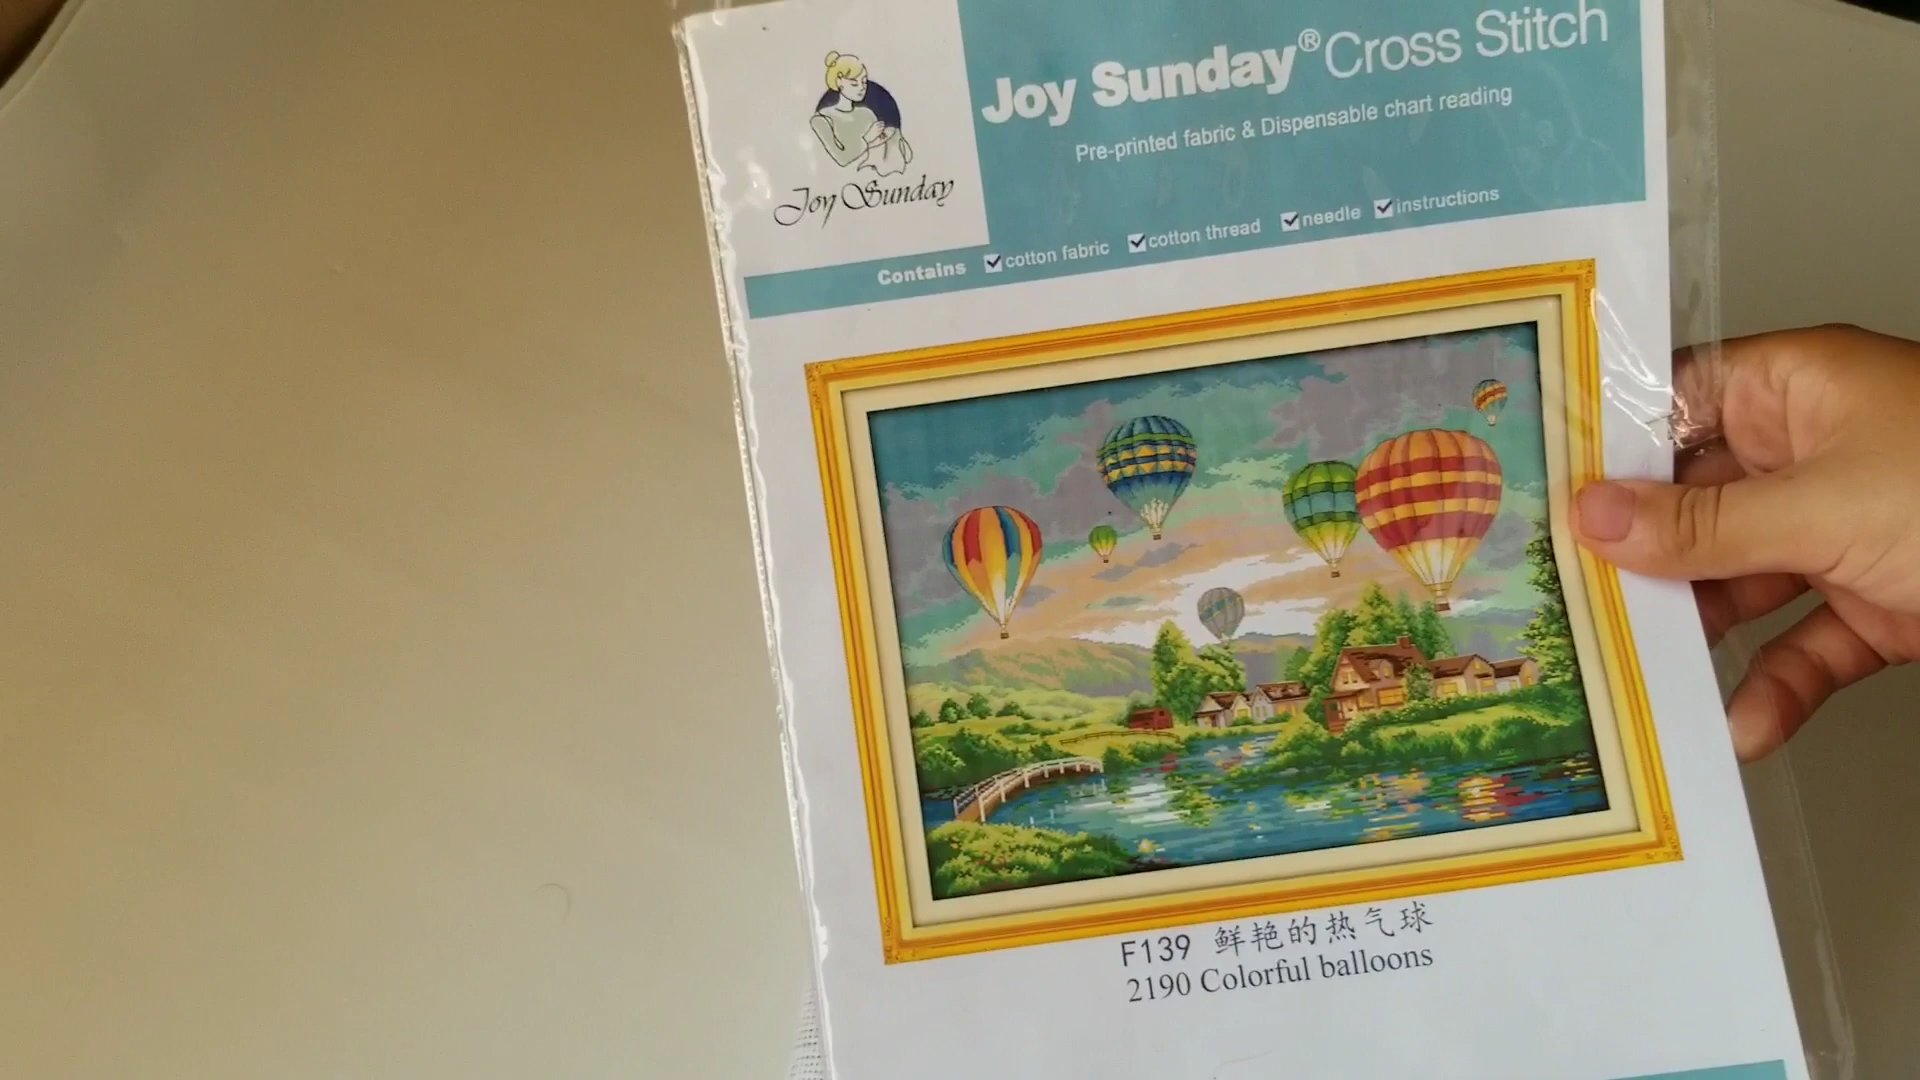 Joy Sunday® Cross Stitch
Pre-printed fabric & Dispensable chart reading
Joy Sunday
Contains ☑ cotton fabric ☑ cotton thread ☑ needle ☑ instructions
F139 鲜艳的热气球
2190 Colorful balloons